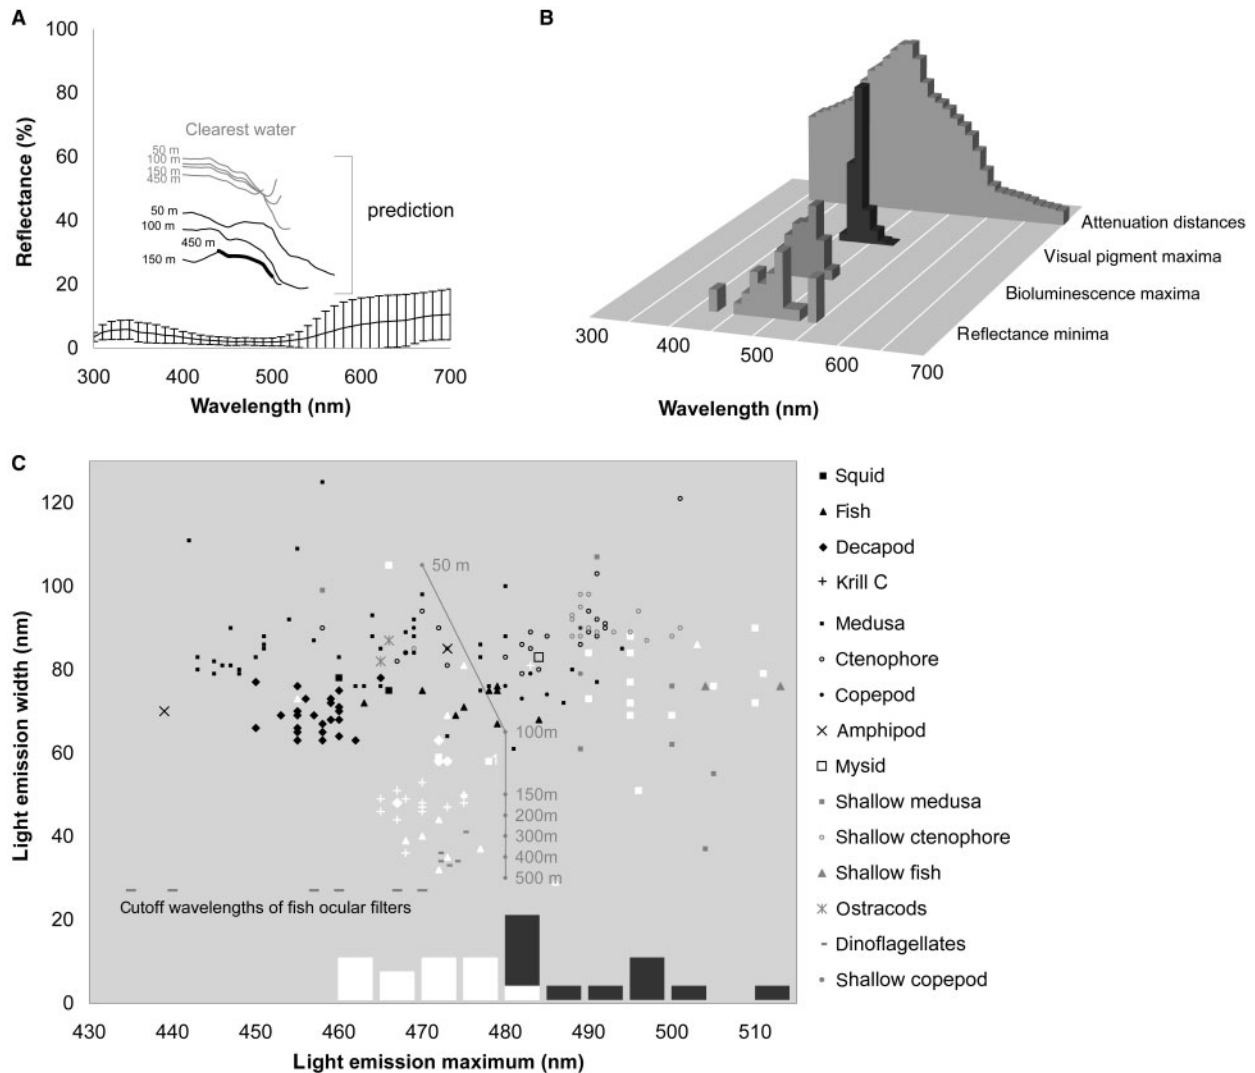 A
100
80
60
40
20
0
Reflectance (%)
Clearest water
50 m
100 m
150 m
450 m
50 m
100 m
450 m
150 m
prediction
300 400 500 600 700
Wavelength (nm)
B
Attenuation distances
Visual pigment maxima
Bioluminescence maxima
Reflectance minima
300
400
500
600
700
Wavelength (nm)
C
120
100
80
60
40
20
0
Light emission width (nm)
50 m
100m
150m
200m
300m
400m
500 m
Cutoff wavelengths of fish ocular filters
430 440 450 460 470 480 490 500 510
Light emission maximum (nm)
Squid
Fish
Decapod
Krill C
Medusa
Ctenophore
Copepod
Amphipod
Mysid
Shallow medusa
Shallow ctenophore
Shallow fish
Ostracods
Dinoflagellates
Shallow copepod